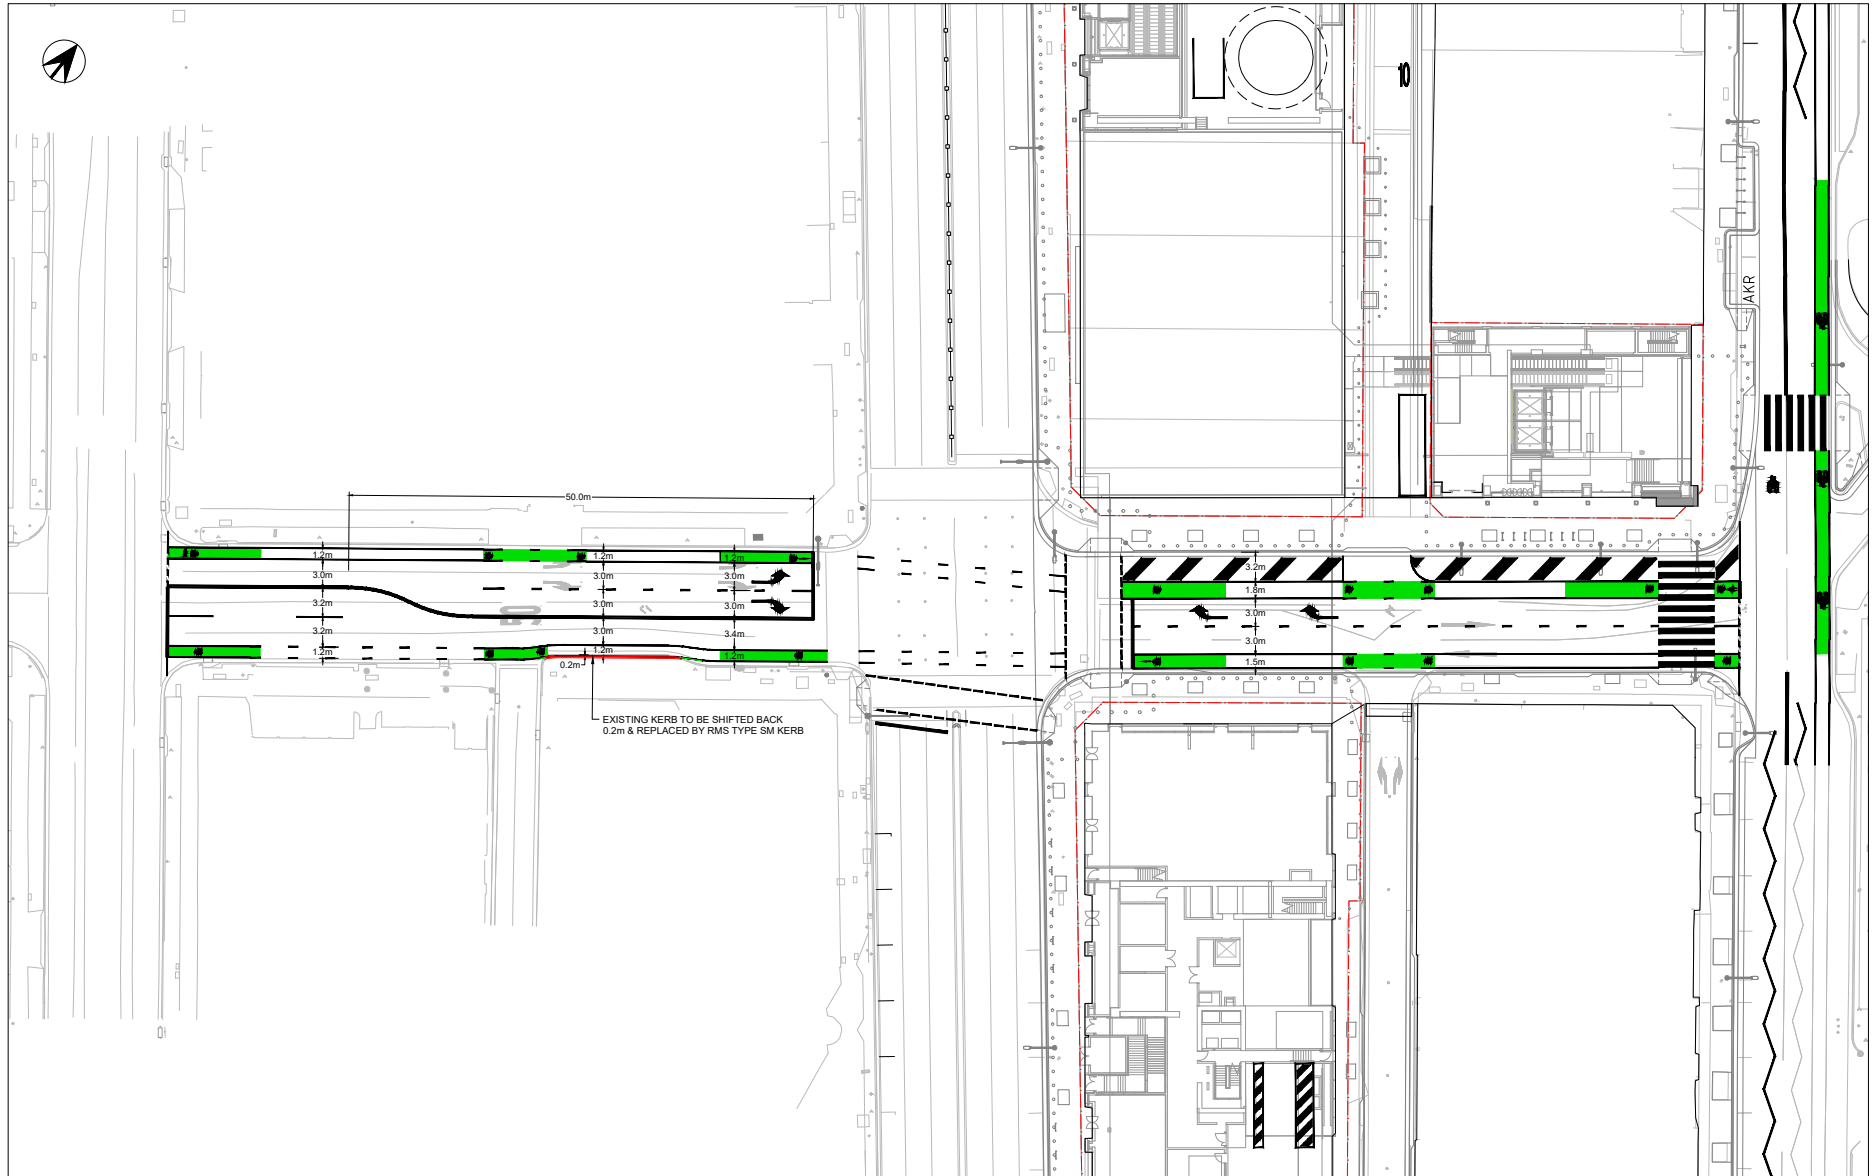 10
AKR
50.0m
1.2m
1.2m
1.2m
3.0m
3.0m
3.0m
3.2m
3.0m
3.0m
3.2m
3.0m
3.4m
1.2m
1.2m
1.2m
0.2m
3.2m
1.8m
3.0m
3.0m
1.5m
EXISTING KERB TO BE SHIFTED BACK
0.2m & REPLACED BY RMS TYPE SM KERB